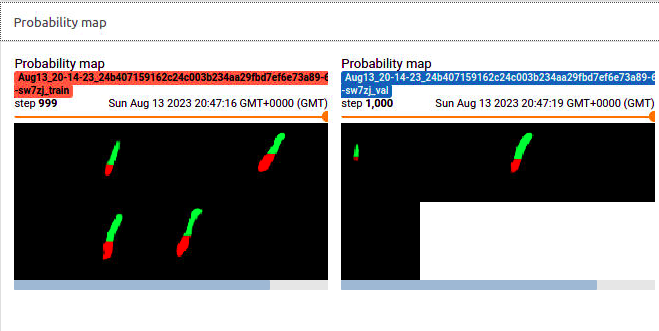 Probability map
Probability map
Aug13_20-14-23_24b407159162c24c003b234aa29fbd7ef6e73a89-6
-sw7zj_train
step 999 Sun Aug 13 2023 20:47:16 GMT+0000 (GMT)
Probability map
Aug13_20-14-23_24b407159162c24c003b234aa29fbd7ef6e73a89-6
-sw7zj_val
step 1,000 Sun Aug 13 2023 20:47:19 GMT+0000 (GMT)